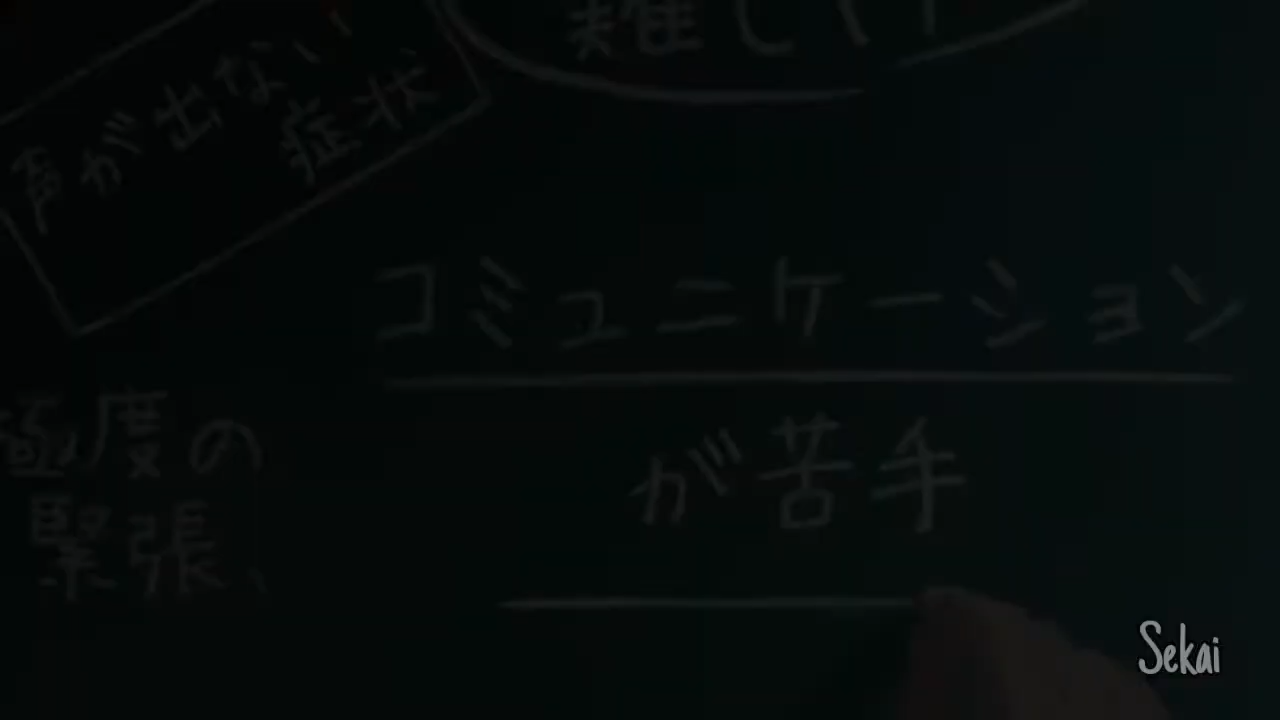 難しい
声が出ない
症状
コミュニケーション
が苦手
極度の
緊張、
Sekai